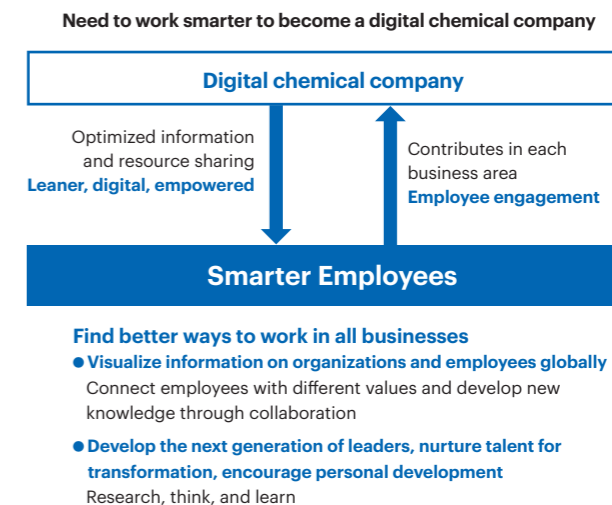 Need to work smarter to become a digital chemical company
Digital chemical company
Optimized information
and resource sharing
Leaner, digital, empowered
Contributes in each
business area
Employee engagement
Smarter Employees
Find better ways to work in all businesses
● Visualize information on organizations and employees globally
Connect employees with different values and develop new
knowledge through collaboration
● Develop the next generation of leaders, nurture talent for
transformation, encourage personal development
Research, think, and learn